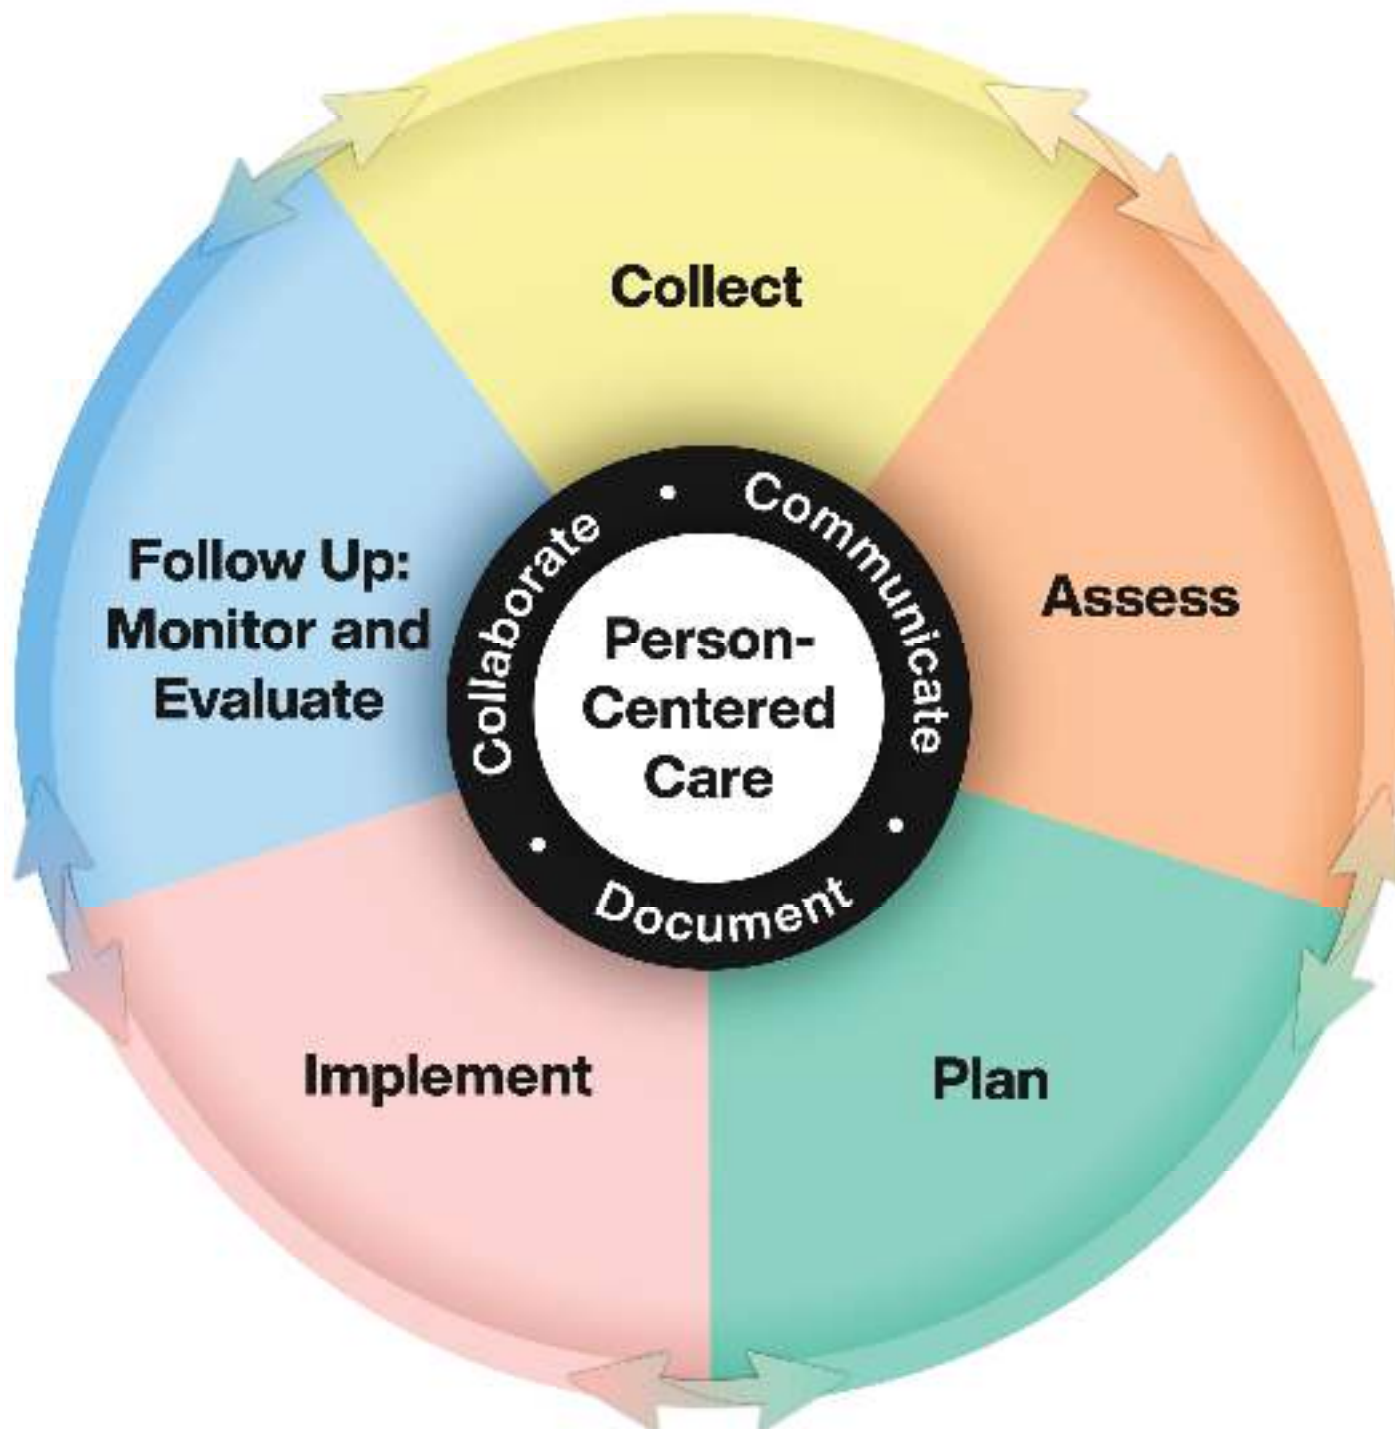 Collect
Assess
Plan
Implement
Follow Up:
Monitor and
Evaluate
Collaborate • Communicate • Document •
Person-
Centered
Care